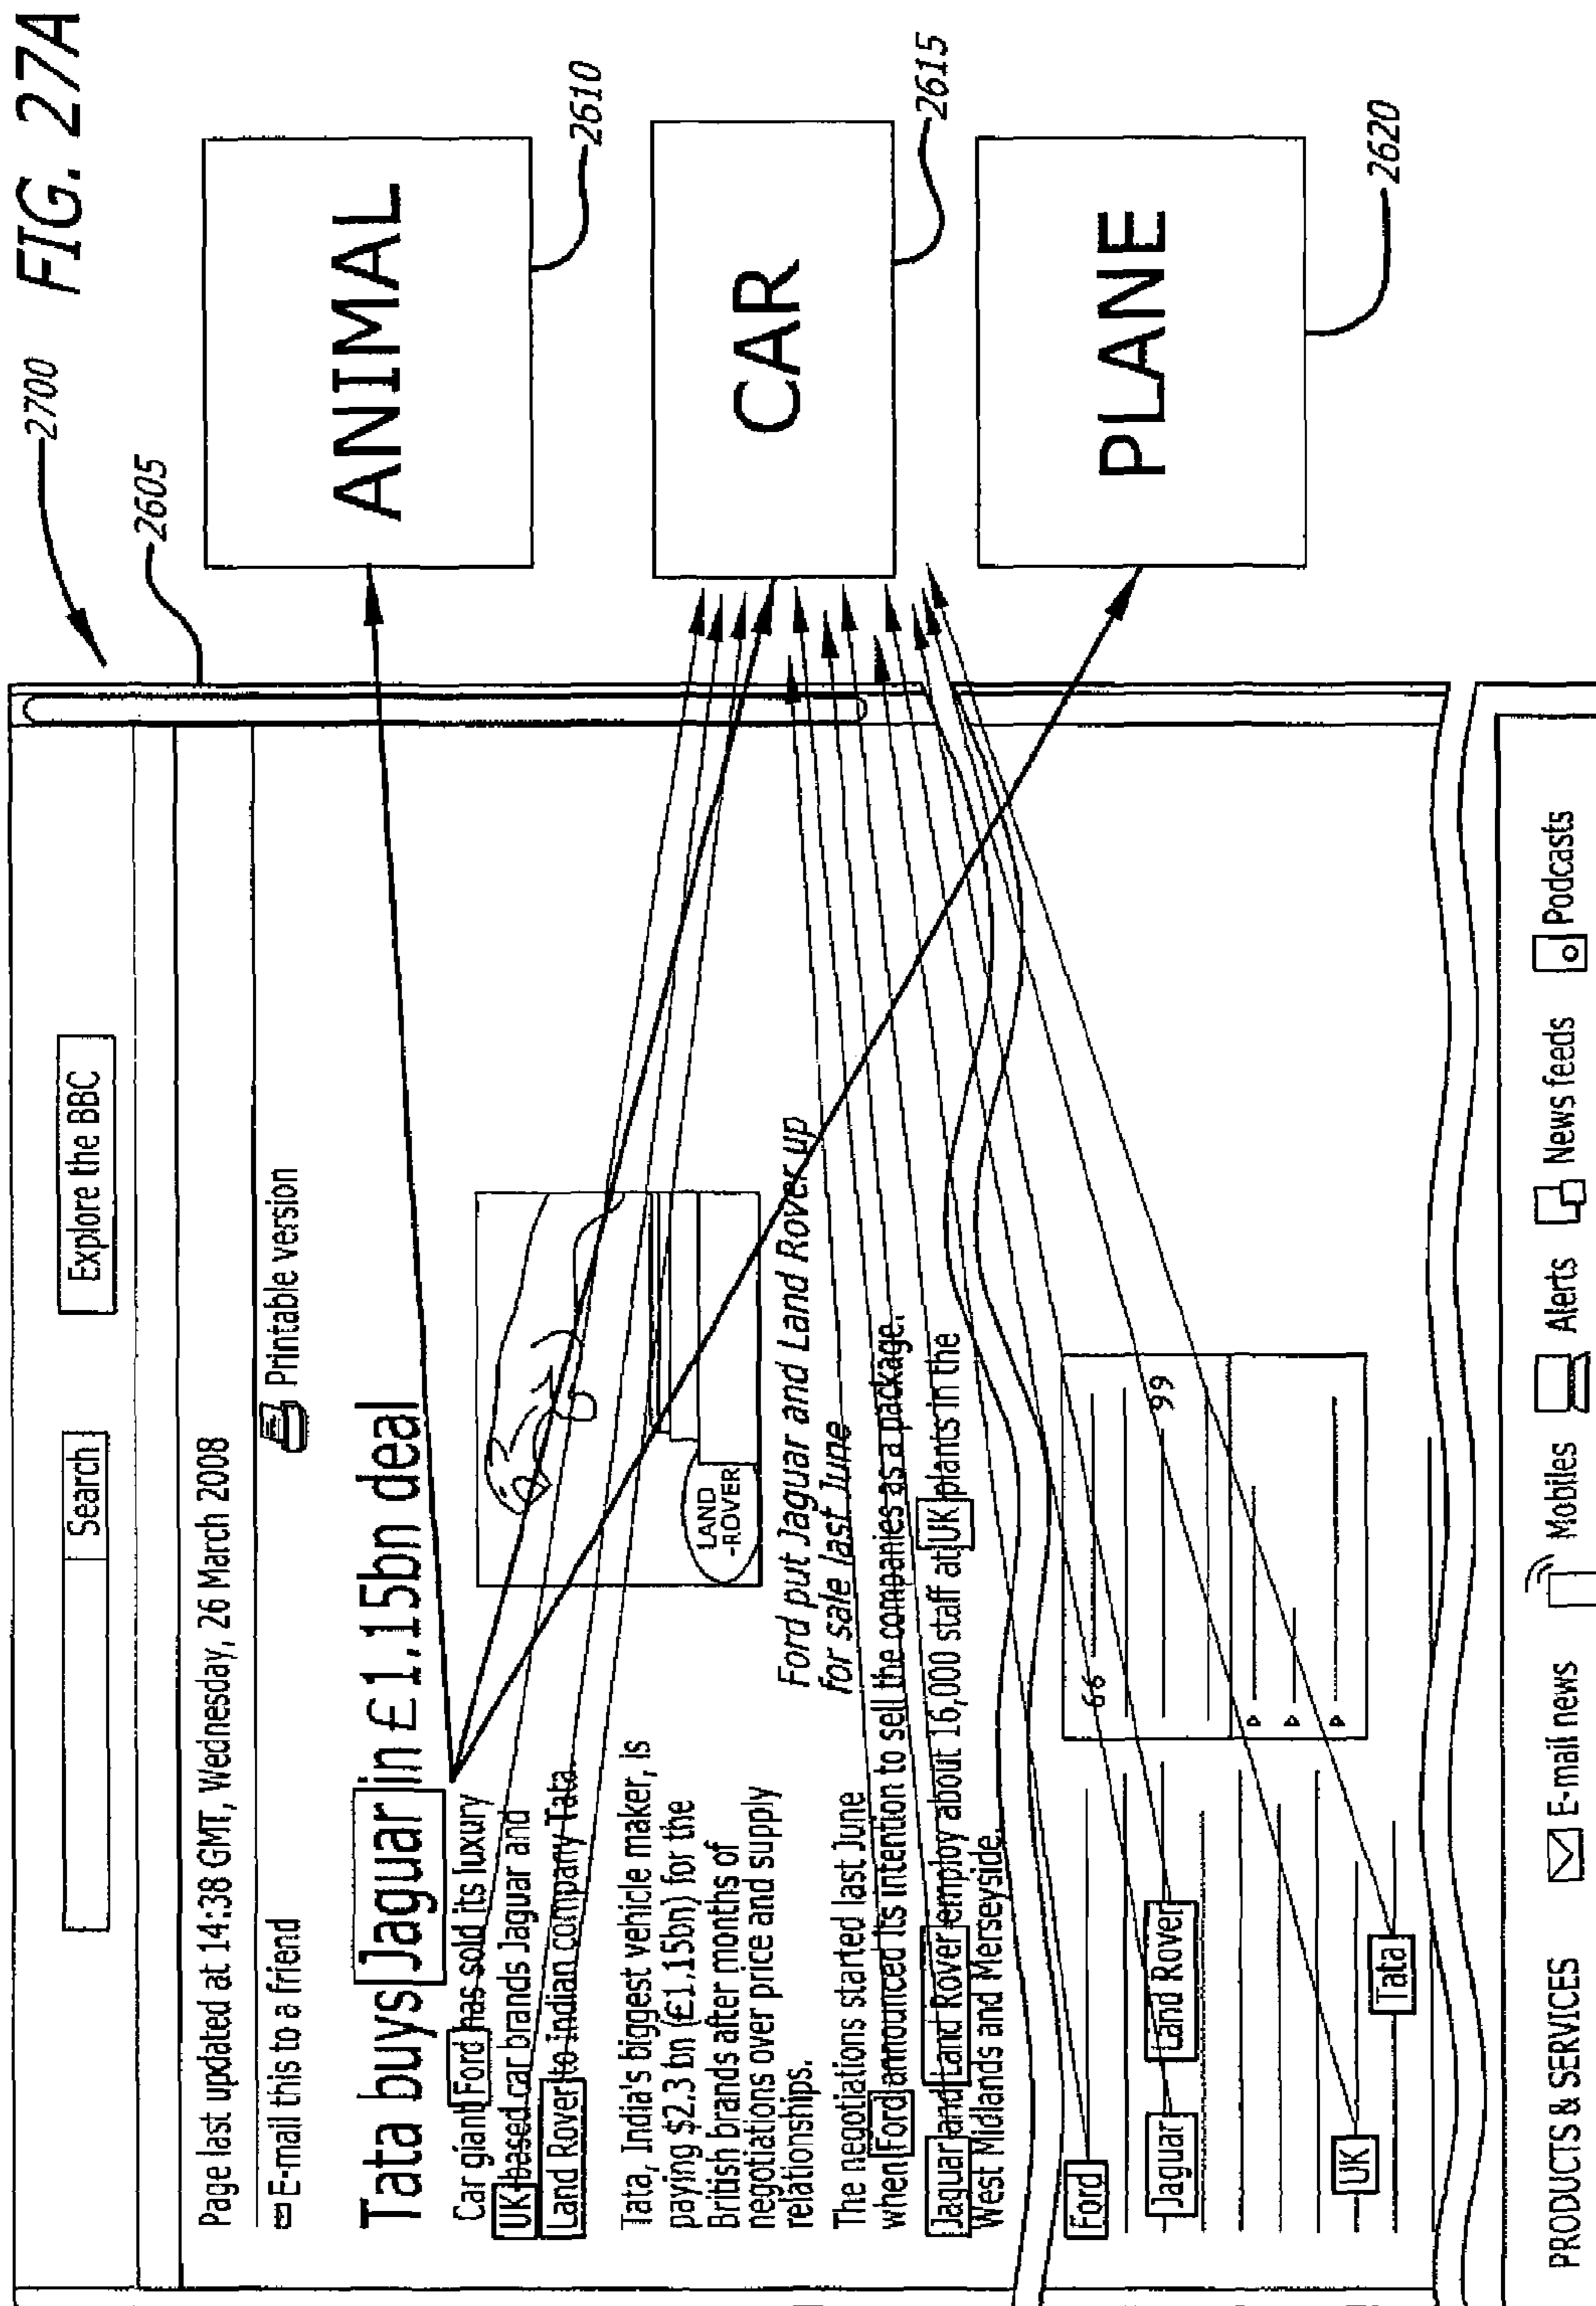 FIG. 27A
2700
2605
Search
Explore the BBC
Page last updated at 14:38 GMT, Wednesday, 26 March 2008
E-mail this to a friend
Printable version
Tata buys Jaguar in £1.15bn deal
Car giant Ford has sold its luxury
UK based car brands Jaguar and
Land Rover to Indian company Tata.
LAND
-ROVER
Ford put Jaguar and Land Rover up
for sale last June
Tata, India's biggest vehicle maker, is
paying $2.3 bn (£1.15bn) for the
British brands after months of
negotiations over price and supply
relationships.
The negotiations started last June
when Ford announced its intention to sell the companies as a package.
Jaguar and Land Rover employ about 16,000 staff at UK plants in the
West Midlands and Merseyside.
Ford
Jaguar
Land Rover
UK
Tata
66
99
PRODUCTS & SERVICES
E-mail news
Mobiles
Alerts
News feeds
Podcasts
ANIMAL
2610
CAR
2615
PLANE
2620